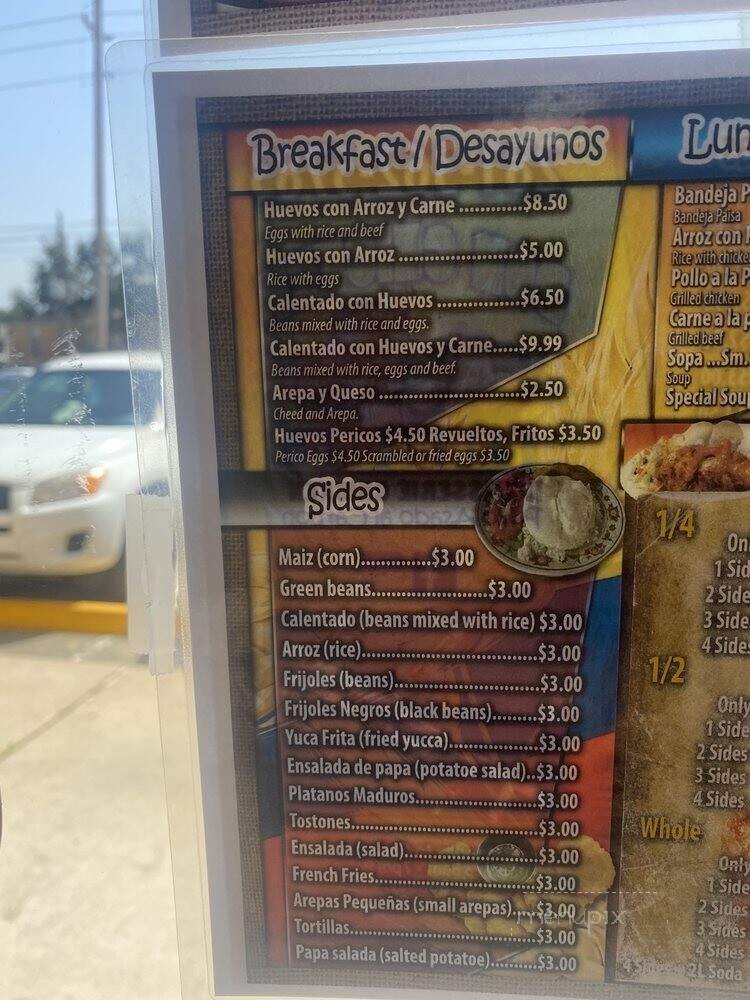 Breakfast / Desayunos
Huevos con Arroz y Carne .............$8.50
Eggs with rice and beef
Huevos con Arroz .........................$5.00
Rice with eggs
Calentado con Huevos ................$6.50
Beans mixed with rice and eggs.
Calentado con Huevos y Carne.....$9.99
Beans mixed with rice, eggs and beef.
Arepa y Queso .............................$2.50
Cheed and Arepa.
Huevos Pericos $4.50 Revueltos, Fritos $3.50
Perico Eggs $4.50 Scrambled or fried eggs $3.50
Sides
Maiz (corn)..............$3.00
Green beans.......................$3.00
Calentado (beans mixed with rice) $3.00
Arroz (rice)...................................$3.00
Frijoles (beans)............................$3.00
Frijoles Negros (black beans).........$3.00
Yuca Frita (fried yucca)..................$3.00
Ensalada de papa (potatoe salad)..$3.00
Platanos Maduros.........................$3.00
Tostones......................................$3.00
Ensalada (salad)...........................$3.00
French Fries.................................$3.00
Arepas Pequeñas (small arepas).....$3.00
Tortillas......................................$3.00
Papa salada (salted potatoe).........$3.00
Lun
Bandeja P
Bandeja Paisa
Arroz con
Rice with chicke
Pollo a la P
Grilled chicken
Carne a la p
Grilled beef
Sopa ...Sm.
Soup
Special Soup
1/4
On
1 Sid
2 Side
3 Side
4 Sides
1/2
Only
1 Side
2 Sides
3 Sides
4 Sides
Whole
Only
1 Side
2 Sides
3 Sides
4 Sides
4 Sides 2L Soda
menupix